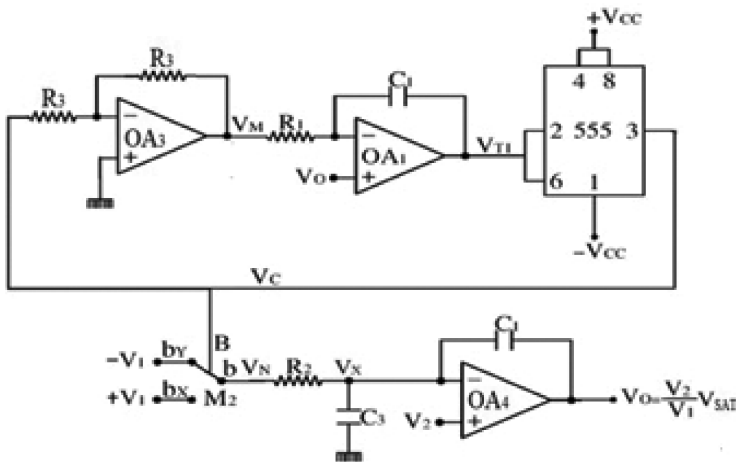 +VCC
R3
C1
R3
4 8
VM R1
VT1
2 555 3
OA3
OA1
VO
6 1
−VCC
VC
C1
B
−V1 bY
b VN R2 VX
+V1 bX M2
OA4
VO=V2/V1 VSAT
V2
C3
− + − + − +